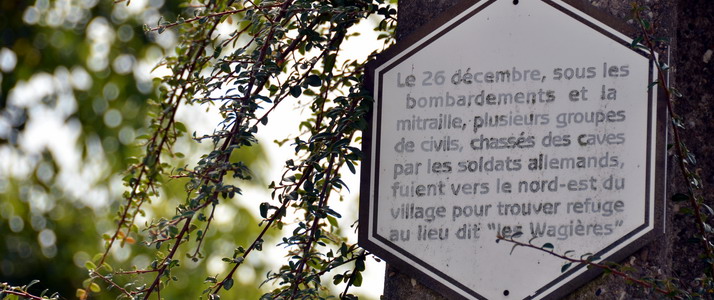 Le 26 décembre, sous les
bombardements et la
mitraille, plusieurs groupes
de civils, chassés des caves
par les soldats allemands,
fuient vers le nord-est du
village pour trouver refuge
au lieu dit "les Wagières"